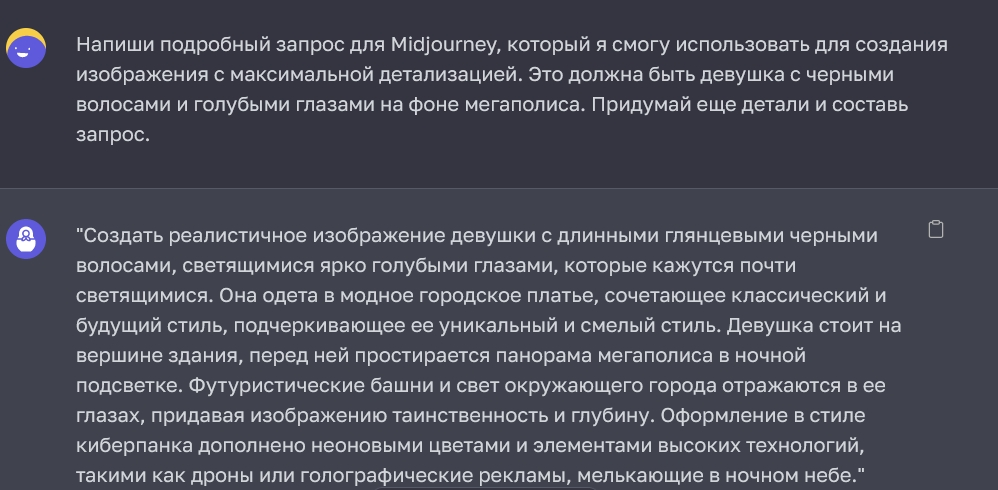 Напиши подробный запрос для Midjourney, который я смогу использовать для создания
изображения с максимальной детализацией. Это должна быть девушка с черными
волосами и голубыми глазами на фоне мегаполиса. Придумай еще детали и составь
запрос.
"Создать реалистичное изображение девушки с длинными глянцевыми черными
волосами, светящимися ярко голубыми глазами, которые кажутся почти
светящимися. Она одета в модное городское платье, сочетающее классический и
будущий стиль, подчеркивающее ее уникальный и смелый стиль. Девушка стоит на
вершине здания, перед ней простирается панорама мегаполиса в ночной
подсветке. Футуристические башни и свет окружающего города отражаются в ее
глазах, придавая изображению таинственность и глубину. Оформление в стиле
киберпанка дополнено неоновыми цветами и элементами высоких технологий,
такими как дроны или голографические рекламы, мелькающие в ночном небе."